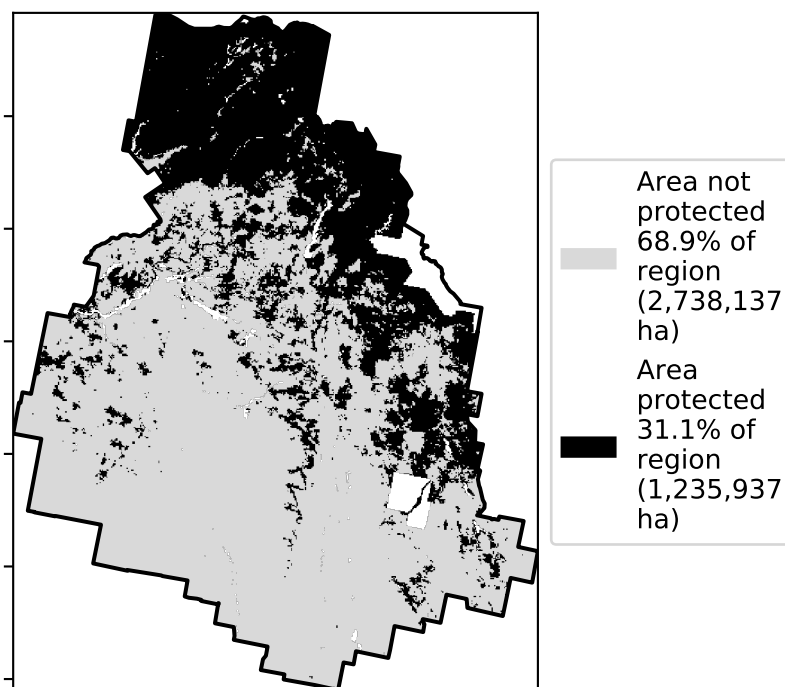 Area not
protected
68.9% of
region
(2,738,137
ha)
Area
protected
31.1% of
region
(1,235,937
ha)